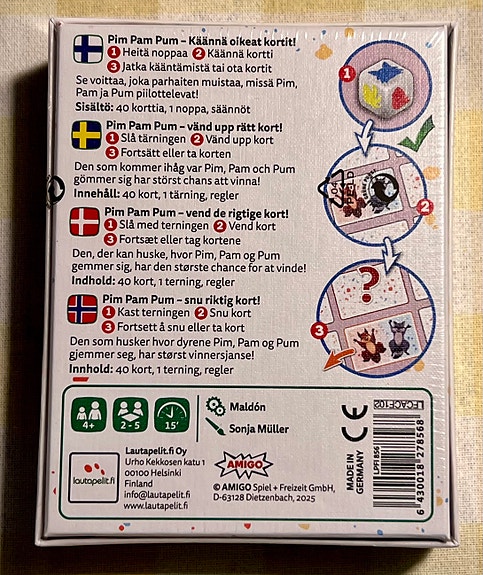 Pim Pam Pum – Käännä oikeat kortit!
1 Heitä noppaa 2 Käännä kortti
3 Jatka kääntämistä tai ota kortit
Se voittaa, joka parhaiten muistaa, missä Pim,
Pam ja Pum piilottelevat!
Sisältö: 40 korttia, 1 noppa, säännöt
Pim Pam Pum – vänd upp rätt kort!
1 Slå tärningen 2 Vänd upp kort
3 Fortsätt eller ta korten
Den som kommer ihåg var Pim, Pam och Pum
gömmer sig har störst chans att vinna!
Innehåll: 40 kort, 1 tärning, regler
Pim Pam Pum – vend de rigtige kort!
1 Slå med terningen 2 Vend kort
3 Fortsæt eller tag kortene
Den, der kan huske, hvor Pim, Pam og Pum
gemmer sig, har den største chance for at vinde!
Indhold: 40 kort, 1 terning, regler
Pim Pam Pum – snu riktig kort!
1 Kast terningen 2 Snu kort
3 Fortsett å snu eller ta kort
Den som husker hvor dyrene Pim, Pam og Pum
gjemmer seg, har størst vinnersjanse!
Innhold: 40 kort, 1 terning, regler
1
2
?
3
4+
2 - 5
15'
Maldón
Sonja Müller
lautapelit.fi
Lautapelit.fi Oy
Urho Kekkosen katu 1
00100 Helsinki
Finland
info@lautapelit.fi
www.lautapelit.fi
AMIGO
© AMIGO Spiel + Freizeit GmbH,
D-63128 Dietzenbach, 2025
MADE IN
GERMANY
CE
LPFI856
6 430018 278568